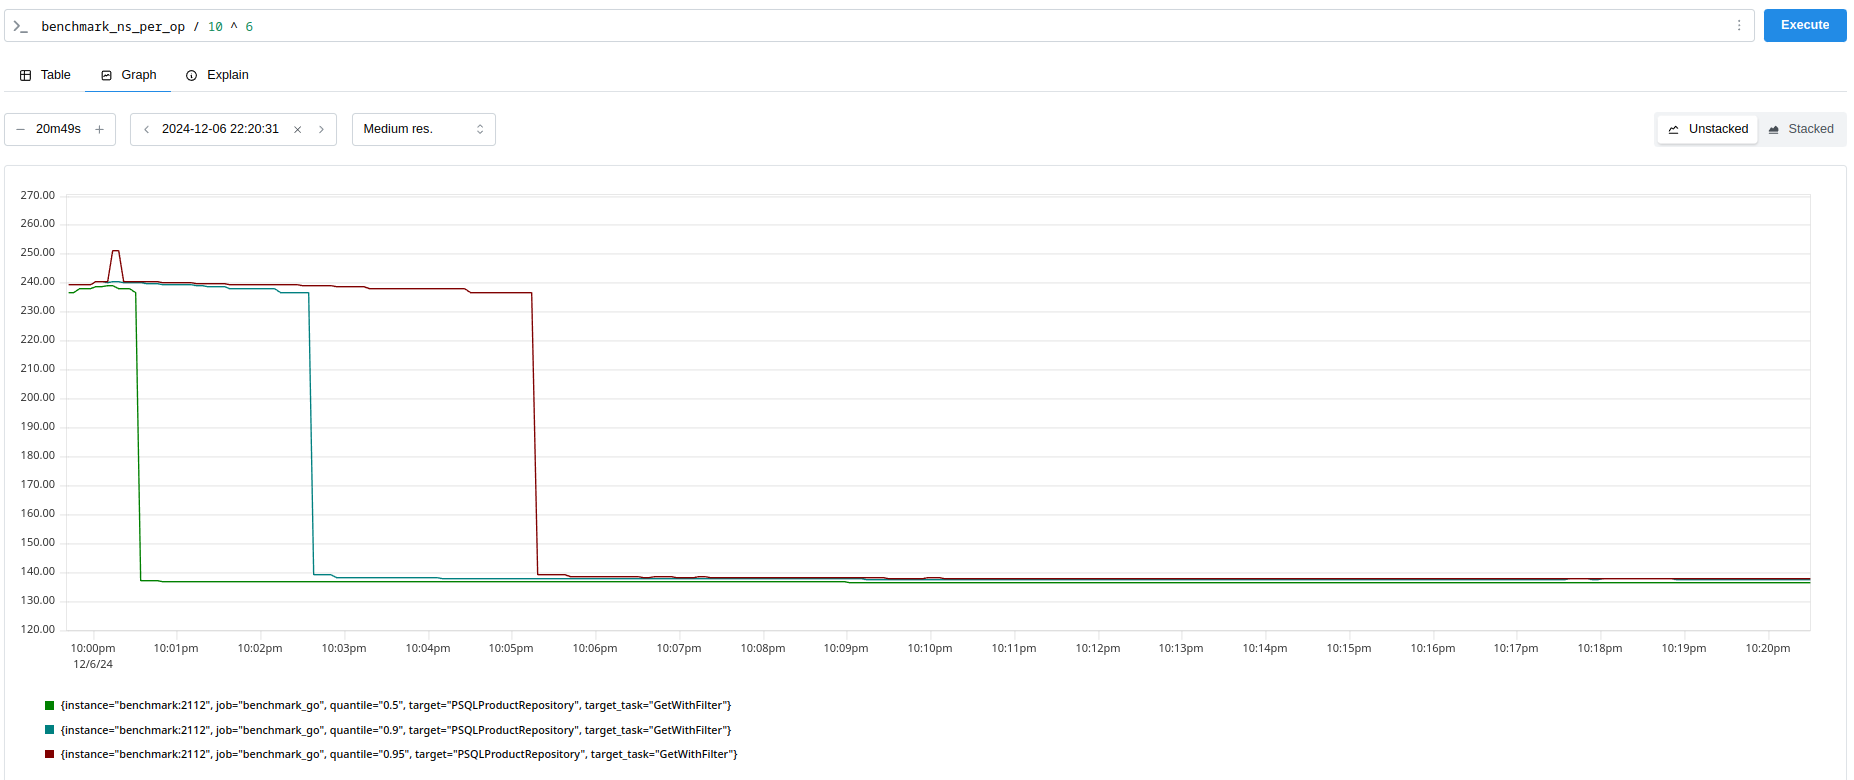 >_ benchmark_ns_per_op / 10 ^ 6
Execute
Table Graph Explain
− 20m49s +
2024-12-06 22:20:31
Medium res.
Unstacked Stacked
270.00
260.00
250.00
240.00
230.00
220.00
210.00
200.00
190.00
180.00
170.00
160.00
150.00
140.00
130.00
120.00
10:00pm 10:01pm 10:02pm 10:03pm 10:04pm 10:05pm 10:06pm 10:07pm 10:08pm 10:09pm 10:10pm 10:11pm 10:12pm 10:13pm 10:14pm 10:15pm 10:16pm 10:17pm 10:18pm 10:19pm 10:20pm
12/6/24
{instance="benchmark:2112", job="benchmark_go", quantile="0.5", target="PSQLProductRepository", target_task="GetWithFilter"}
{instance="benchmark:2112", job="benchmark_go", quantile="0.9", target="PSQLProductRepository", target_task="GetWithFilter"}
{instance="benchmark:2112", job="benchmark_go", quantile="0.95", target="PSQLProductRepository", target_task="GetWithFilter"}